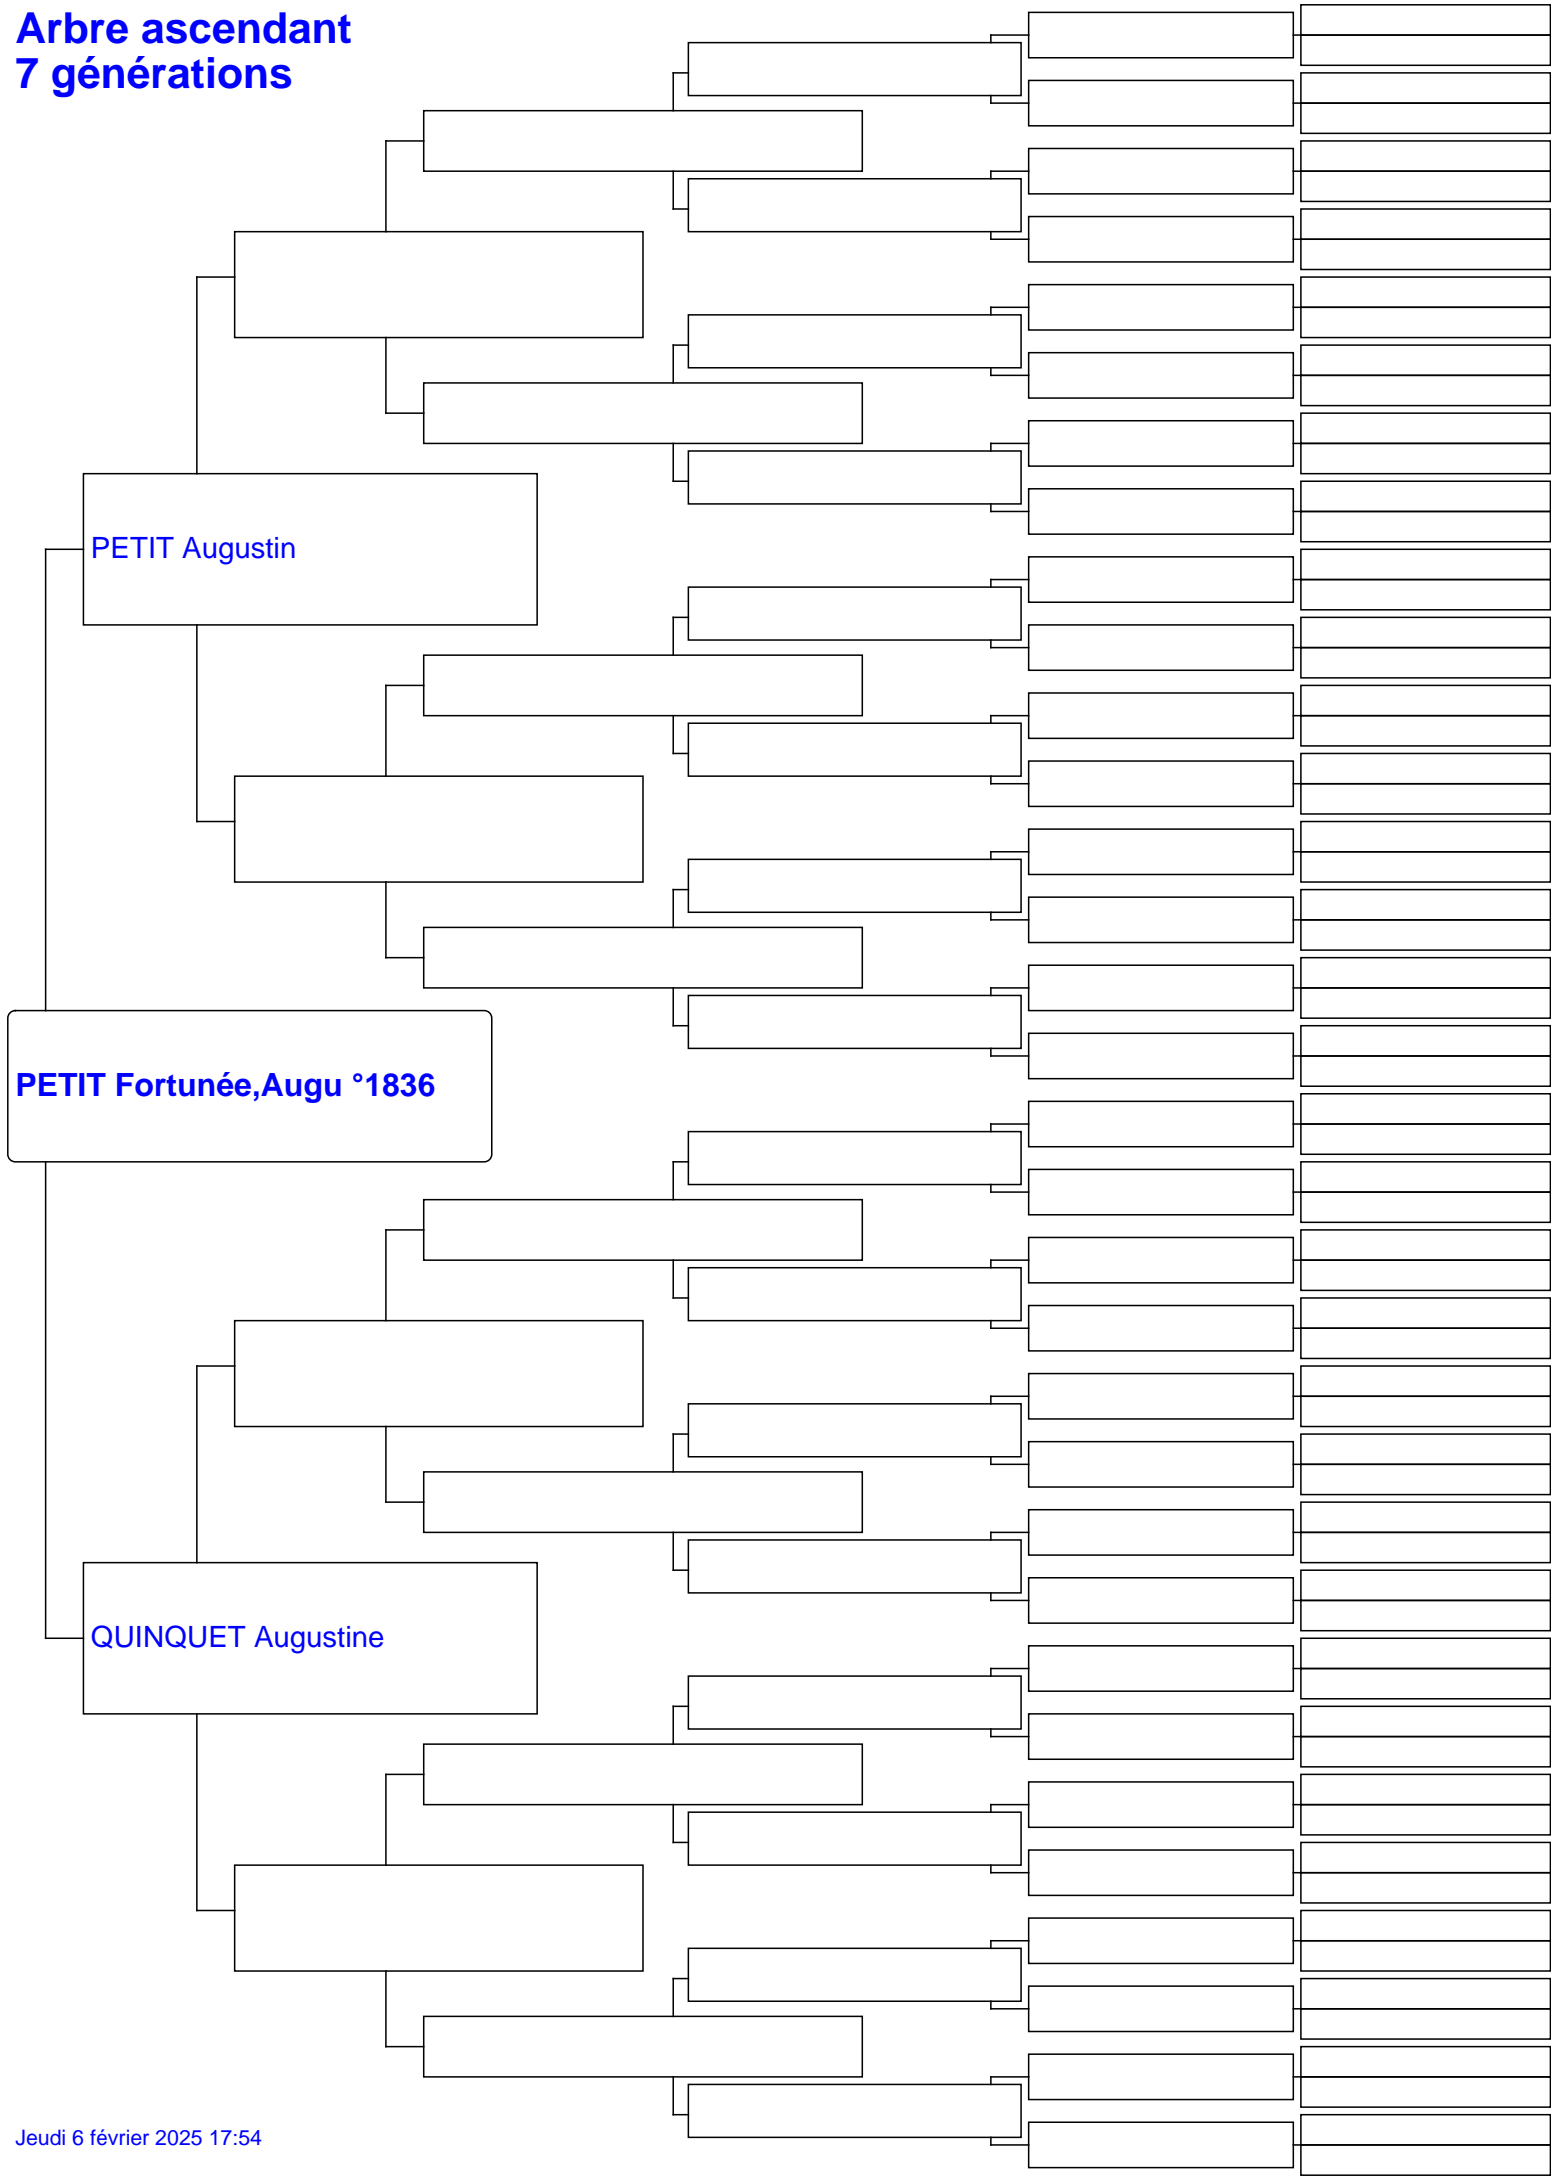 Arbre ascendant
7 générations
PETIT Augustin
PETIT Fortunée,Augu °1836
QUINQUET Augustine
Jeudi 6 février 2025 17:54